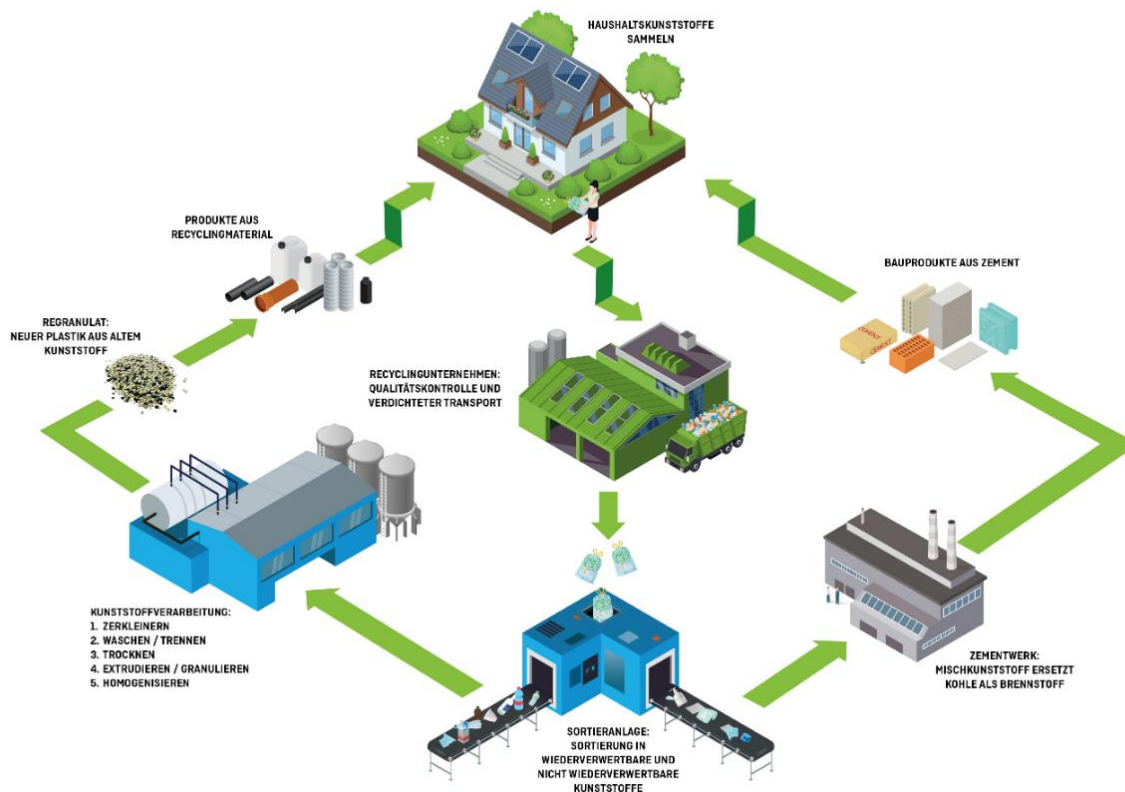 HAUSHALTSKUNSTSTOFFE
SAMMELN
PRODUKTE AUS
RECYCLINGMATERIAL
BAUPRODUKTE AUS ZEMENT
CEMENT
CEMENT
REGRANULAT:
NEUER PLASTIK AUS ALTEM
KUNSTSTOFF
RECYCLINGUNTERNEHMEN:
QUALITÄTSKONTROLLE UND
VERDICHTETER TRANSPORT
KUNSTSTOFFVERARBEITUNG:
1. ZERKLEINERN
2. WASCHEN / TRENNEN
3. TROCKNEN
4. EXTRUDIEREN / GRANULIEREN
5. HOMOGENISIEREN
ZEMENTWERK:
MISCHKUNSTSTOFF ERSETZT
KOHLE ALS BRENNSTOFF
SORTIERANLAGE:
SORTIERUNG IN
WIEDERVERWERTBARE UND
NICHT WIEDERVERWERTBARE
KUNSTSTOFFE